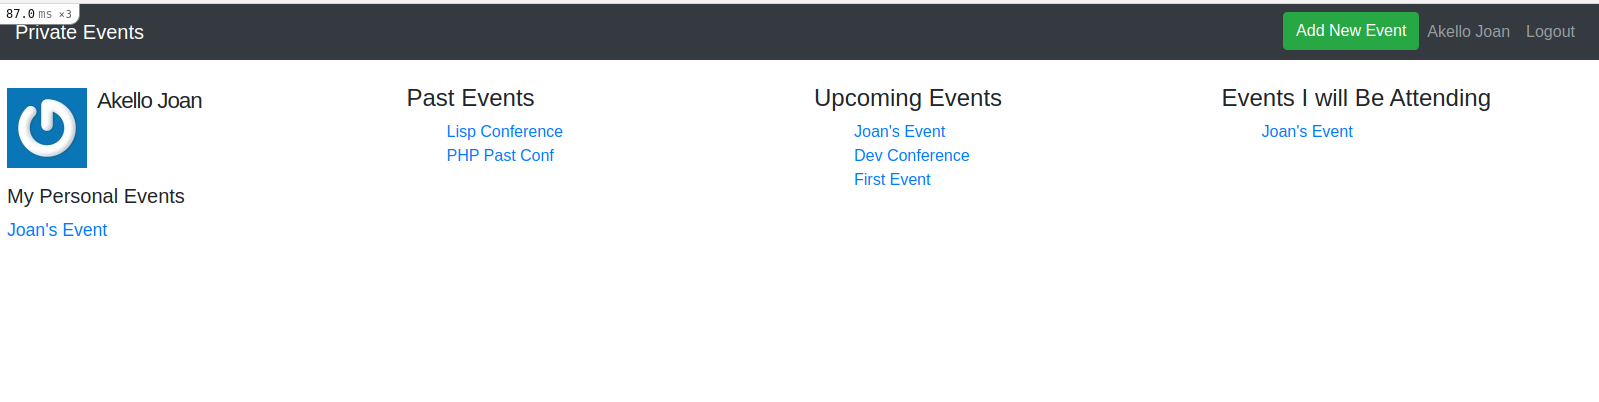 87.0 ms ×3
Private Events
Add New Event Akello Joan Logout
Akello Joan
My Personal Events
Joan's Event
Past Events
Lisp Conference
PHP Past Conf
Upcoming Events
Joan's Event
Dev Conference
First Event
Events I will Be Attending
Joan's Event